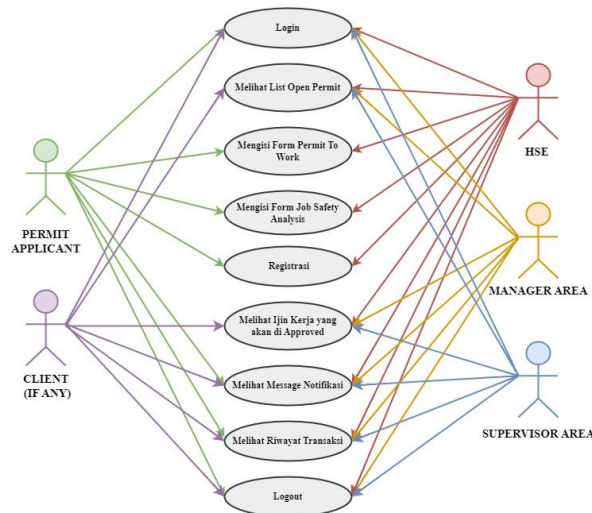 Login
Melihat List Open Permit
Mengisi Form Permit To
Work
Mengisi Form Job Safety
Analysis
Registrasi
Melihat Ijin Kerja yang
akan di Approved
Melihat Message Notifikasi
Melihat Riwayat Transaksi
Logout
PERMIT
APPLICANT
CLIENT
(IF ANY)
HSE
MANAGER AREA
SUPERVISOR AREA